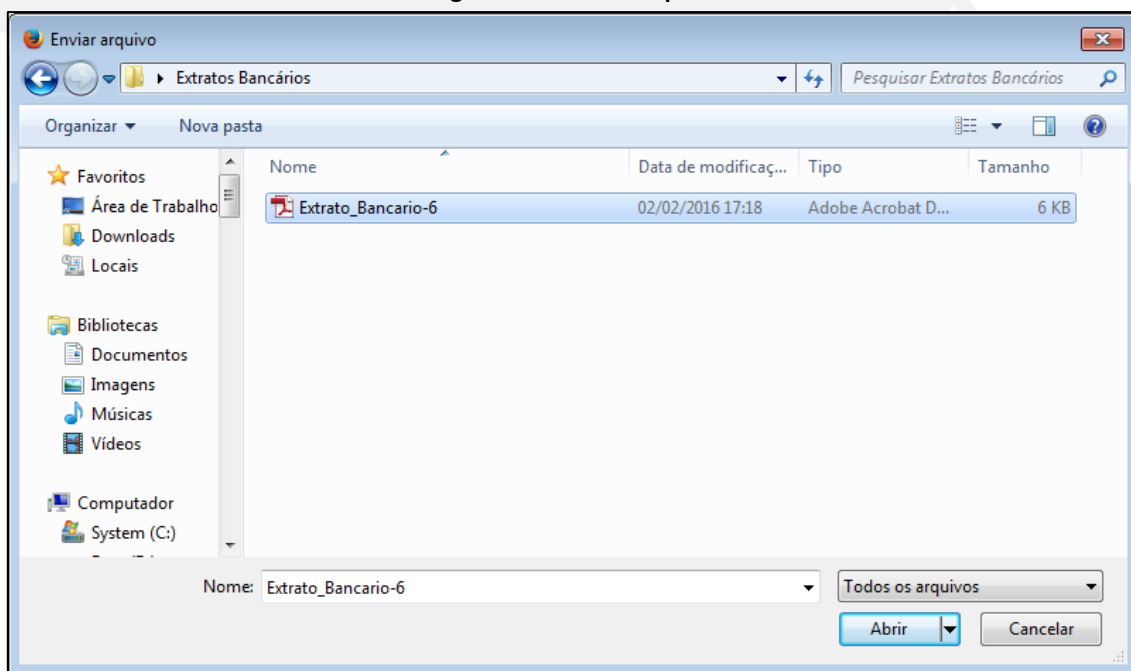 Enviar arquivo
Extratos Bancários
Pesquisar Extratos Bancários
Organizar
Nova pasta
Nome
Data de modificaç...
Tipo
Tamanho
Favoritos
Área de Trabalho
Downloads
Locais
Bibliotecas
Documentos
Imagens
Músicas
Vídeos
Computador
System (C:)
Extrato_Bancario-6
02/02/2016 17:18
Adobe Acrobat D...
6 KB
Nome: Extrato_Bancario-6
Todos os arquivos
Abrir
Cancelar